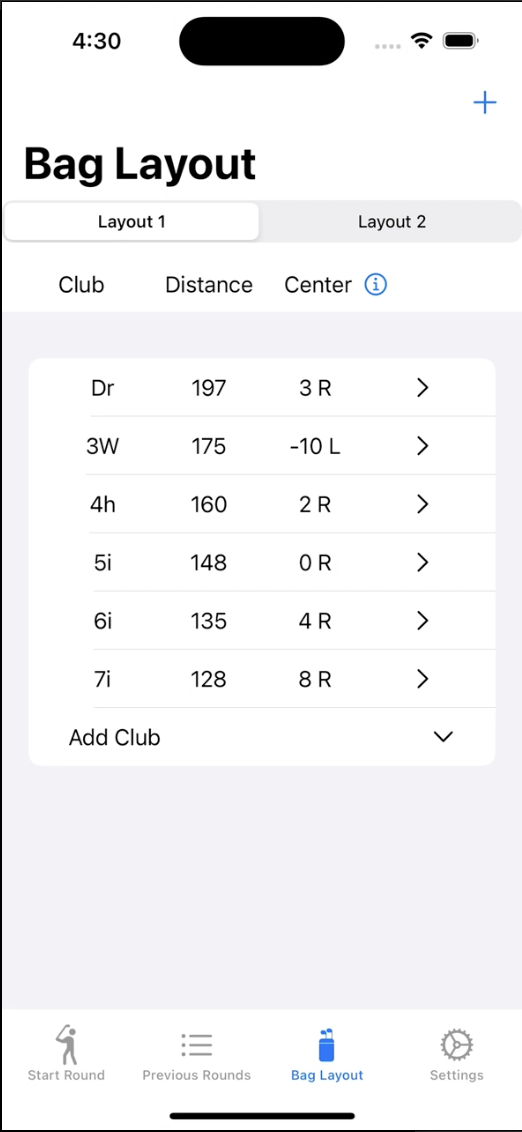 4:30
Bag Layout
Layout 1 Layout 2
Club Distance Center
Dr 197 3 R
3W 175 -10 L
4h 160 2 R
5i 148 0 R
6i 135 4 R
7i 128 8 R
Add Club
Start Round Previous Rounds Bag Layout Settings